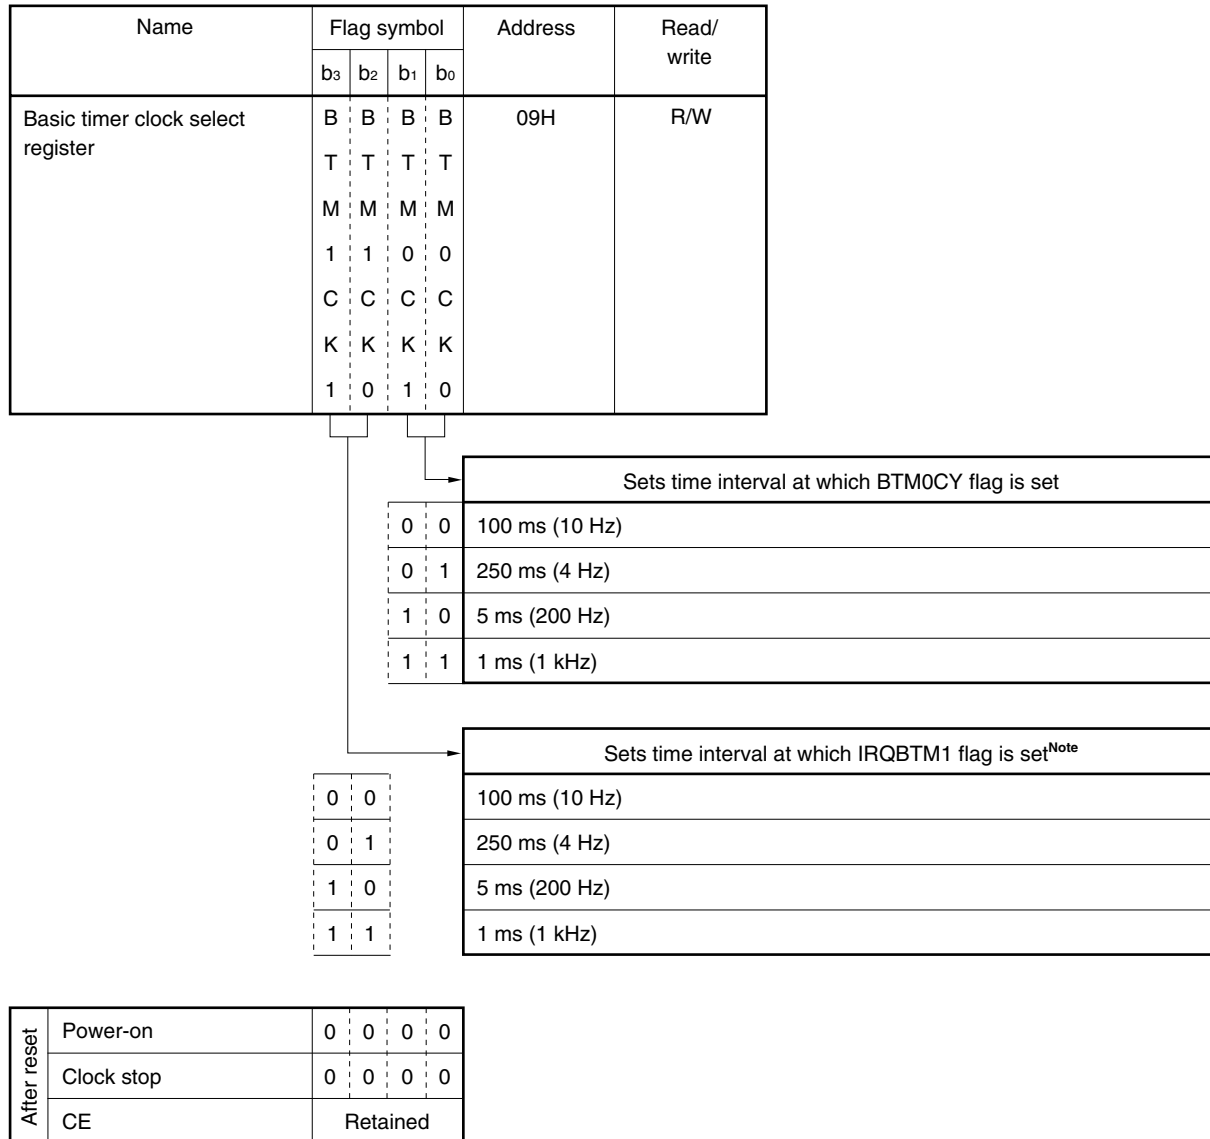 Name Flag symbol Address Read/
write
b3 b2 b1 b0
Basic timer clock select B B B B 09H R/W
register
T T T T
M M M M
1 1 0 0
C C C C
K K K K
1 0 1 0
Sets time interval at which BTM0CY flag is set
0 0 100 ms (10 Hz)
0 1 250 ms (4 Hz)
1 0 5 ms (200 Hz)
1 1 1 ms (1 kHz)
Sets time interval at which IRQBTM1 flag is setNote
0 0 100 ms (10 Hz)
0 1 250 ms (4 Hz)
1 0 5 ms (200 Hz)
1 1 1 ms (1 kHz)
After reset
Power-on 0 0 0 0
Clock stop 0 0 0 0
CE Retained